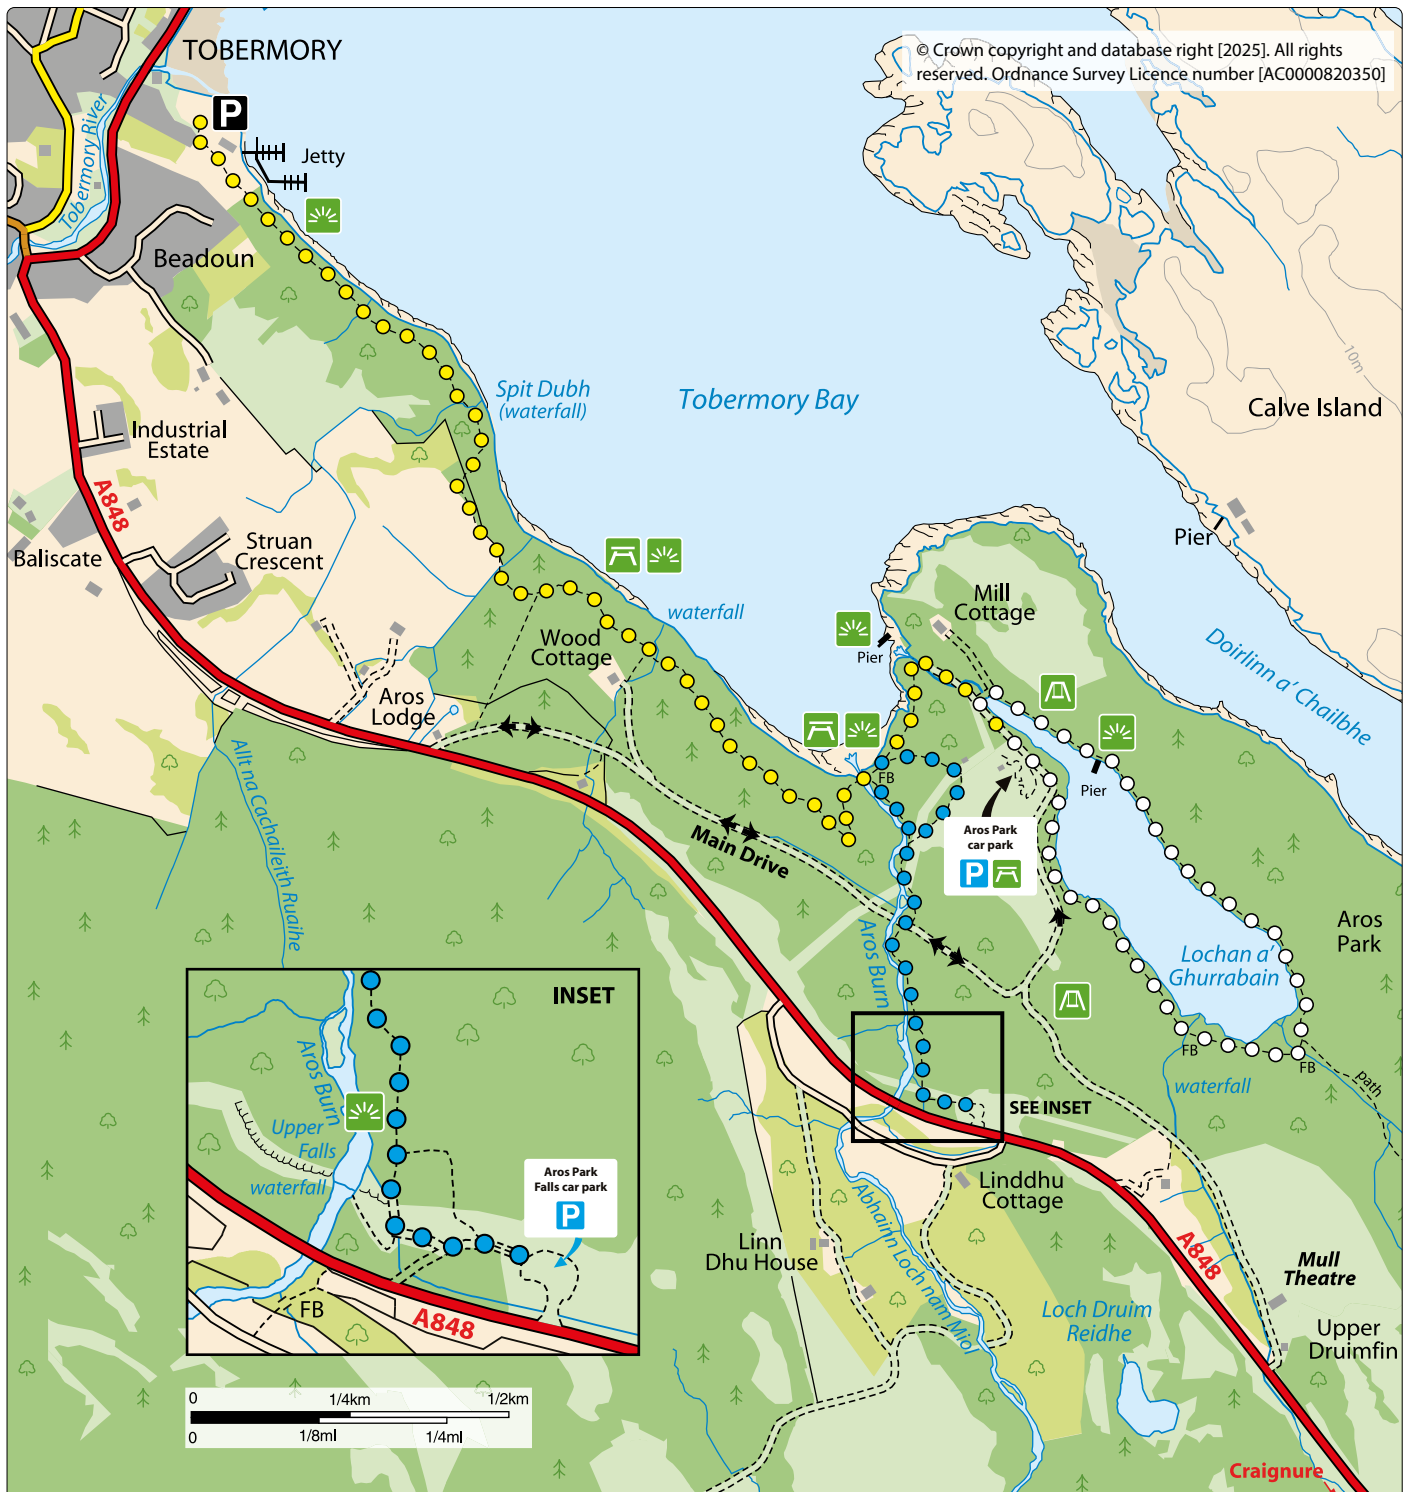 TOBERMORY
© Crown copyright and database right [2025]. All rights
reserved. Ordnance Survey Licence number [AC0000820350]
P
Tobermory River
Jetty
Beadoun
Spit Dubh
(waterfall)
Tobermory Bay
10m
Calve Island
Industrial
Estate
A848
Baliscate
Struan
Crescent
Pier
waterfall
Mill
Cottage
Wood
Cottage
Pier
Doirlinn a' Chailbhe
Aros
Lodge
Allt na Cachaileith Ruaihe
FB
Pier
Main Drive
Aros Park
car park
P
Aros Burn
Aros
Park
Lochan a'
Ghurrabain
FB
FB
waterfall
path
INSET
Aros Burn
Upper
Falls
waterfall
Aros Park
Falls car park
P
FB
A848
SEE INSET
Linddhu
Cottage
Abhainn Loch nam Miol
Linn
Dhu House
A848
Mull
Theatre
Loch Druim
Reidhe
Upper
Druimfin
0 1/4km 1/2km
0 1/8ml 1/4ml
Craignure